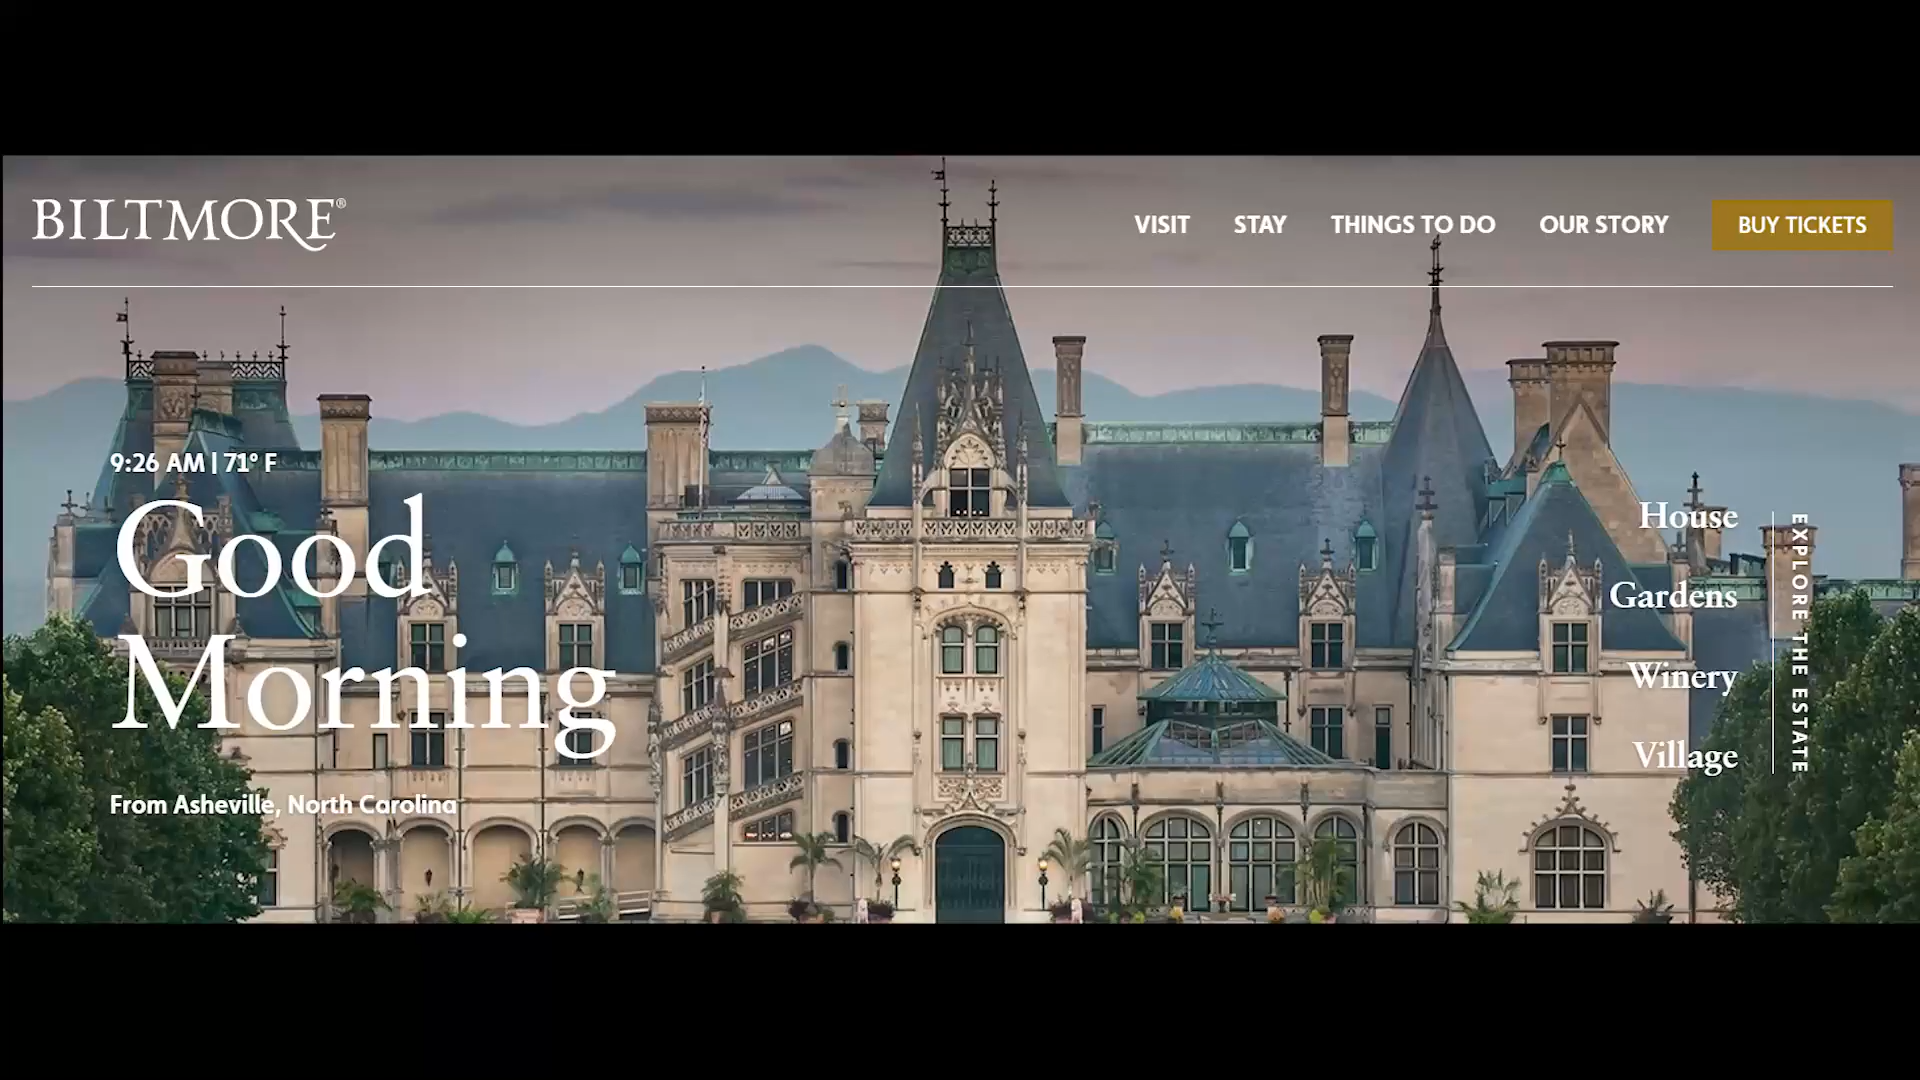 BILTMORE®
VISIT STAY THINGS TO DO OUR STORY BUY TICKETS
9:26 AM | 71° F
Good
Morning
From Asheville, North Carolina
House
Gardens
Winery
Village
EXPLORE THE ESTATE